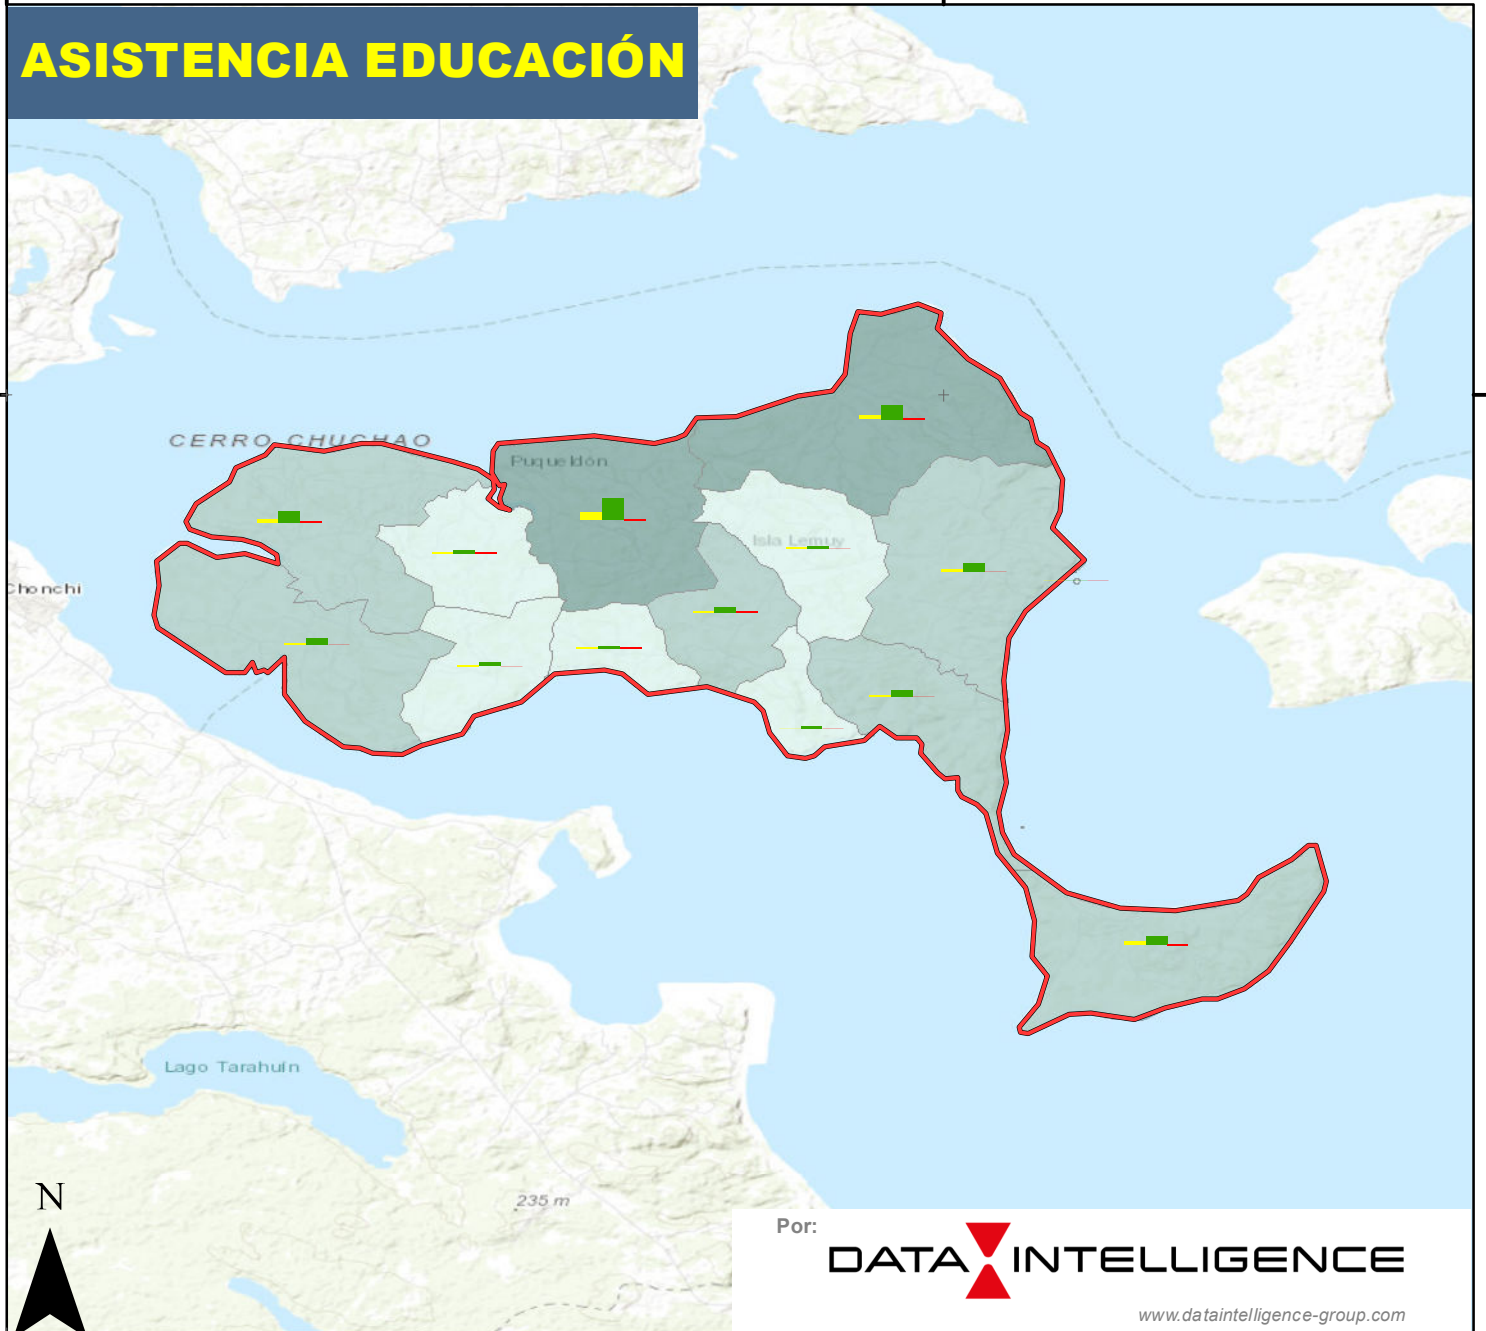 ASISTENCIA EDUCACIÓN
CERRO CHUCHAO
Puqueldón
Isla Lemuy
Chonchi
Lago Tarahuín
235 m
N
Por:
DATA INTELLIGENCE
www.dataintelligence-group.com